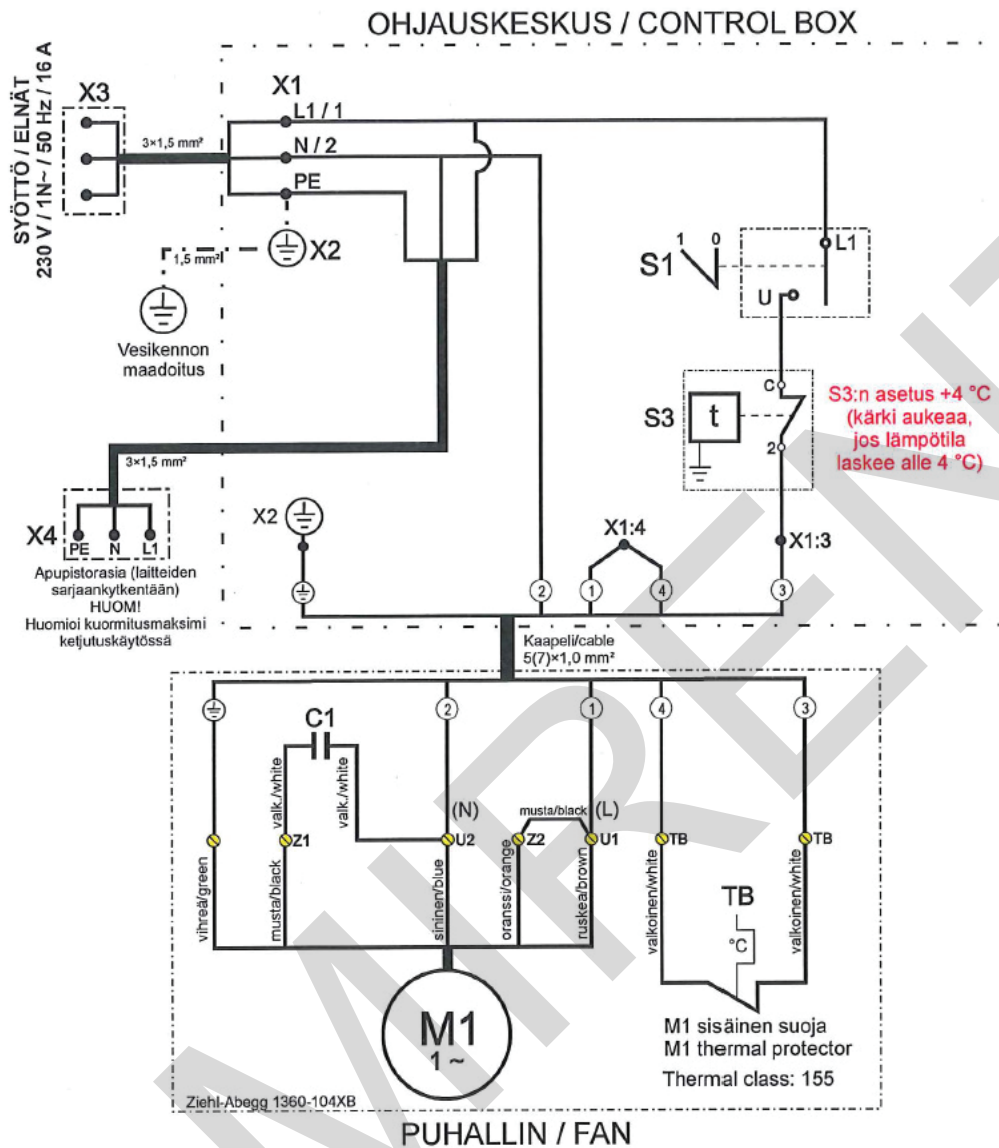 OHJAUSKESKUS / CONTROL BOX
SYÖTTÖ / ELNÄT
230 V / 1N~ / 50 Hz / 16 A
X3
3×1,5 mm²
X1
L1 / 1
N / 2
PE
X2
1,5 mm²
Vesikennon
maadoitus
S1
1
0
L1
U
C
S3
t
2
S3:n asetus +4 °C
(kärki aukeaa,
jos lämpötila
laskee alle 4 °C)
3×1,5 mm²
X4
PE
N
L1
Apupistorasia (laitteiden
sarjaankytkentään)
HUOM!
Huomioi kuormitusmaksimi
ketjutuskäytössä
X2
X1:4
X1:3
2
1
4
3
Kaapeli/cable
5(7)×1,0 mm²
2
1
4
3
C1
valk./white
valk./white
(N)
musta/black
(L)
Z1
U2
Z2
U1
TB
TB
vihreä/green
musta/black
sininen/blue
oranssi/orange
ruskea/brown
valkoinen/white
valkoinen/white
TB
°C
M1
1 ~
M1 sisäinen suoja
M1 thermal protector
Thermal class: 155
Ziehl-Abegg 1360-104XB
PUHALLIN / FAN
MIRENT